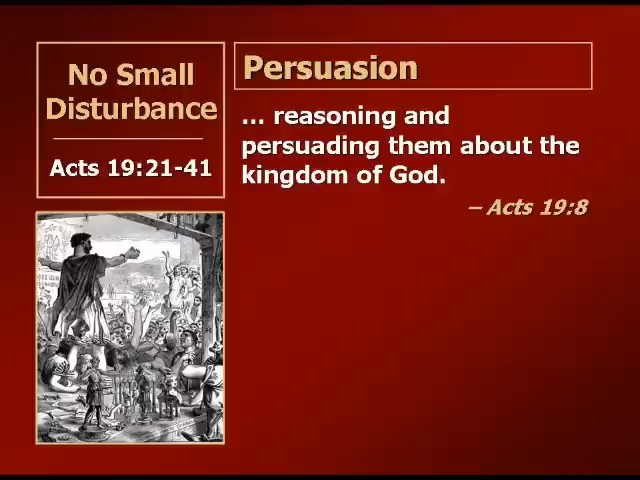 No Small
Disturbance
Acts 19:21-41
Persuasion
... reasoning and
persuading them about the
kingdom of God.
– Acts 19:8